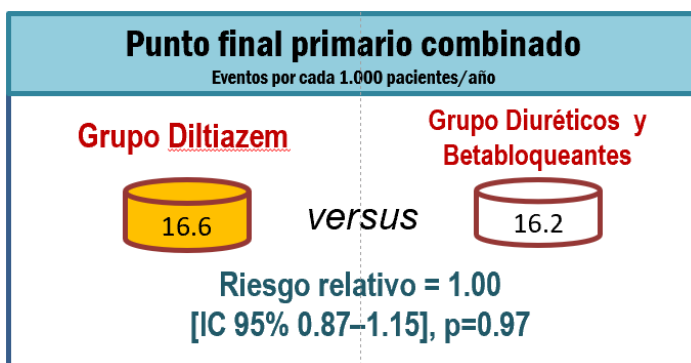 Punto final primario combinado
Eventos por cada 1.000 pacientes/año
Grupo Diltiazem
Grupo Diuréticos y
Betabloqueantes
16.6
versus
16.2
Riesgo relativo = 1.00
[IC 95% 0.87–1.15], p=0.97